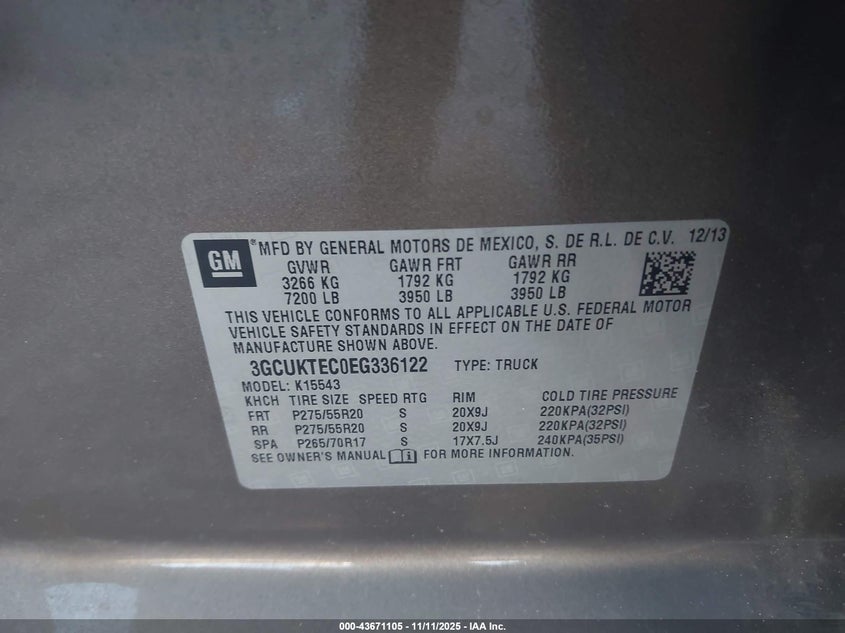 GM ® MFD BY GENERAL MOTORS DE MEXICO, S. DE R.L. DE C.V. 12/13
GVWR GAWR FRT GAWR RR
3266 KG 1792 KG 1792 KG
7200 LB 3950 LB 3950 LB
THIS VEHICLE CONFORMS TO ALL APPLICABLE U.S. FEDERAL MOTOR
VEHICLE SAFETY STANDARDS IN EFFECT ON THE DATE OF
MANUFACTURE SHOWN ABOVE.
3GCUKTEC0EG336122 TYPE: TRUCK
MODEL: K15543
KHCH TIRE SIZE SPEED RTG RIM COLD TIRE PRESSURE
FRT P275/55R20 S 20X9J 220KPA(32PSI)
RR P275/55R20 S 20X9J 220KPA(32PSI)
SPA P265/70R17 S 17X7.5J 240KPA(35PSI)
SEE OWNER'S MANUAL FOR MORE INFORMATION.
000-43671105 - 11/11/2025 - IAA Inc.